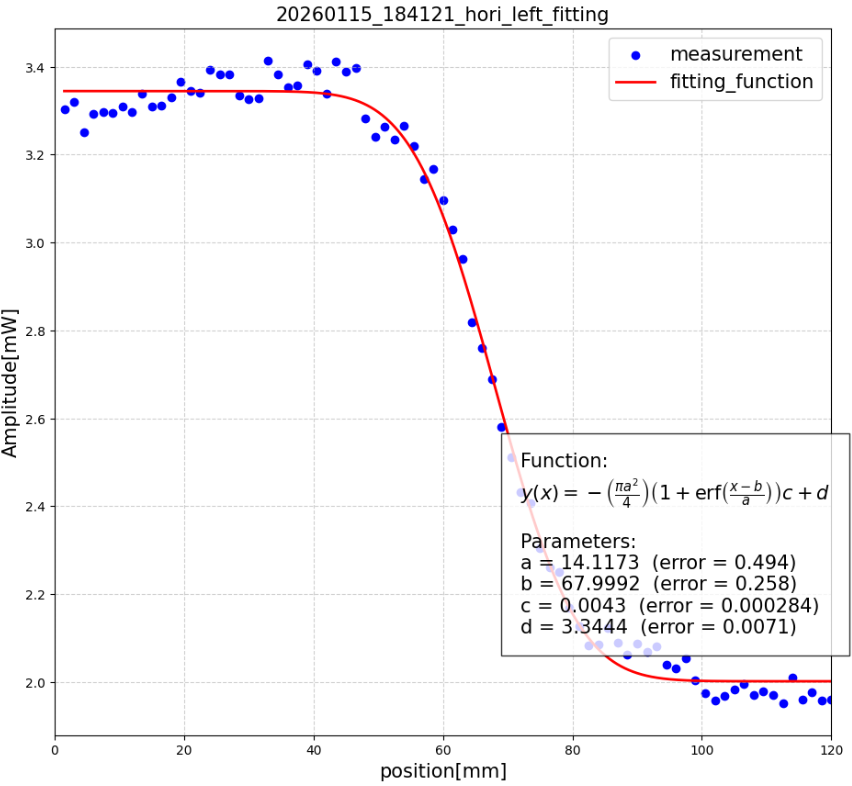 20260115_184121_hori_left_fitting
measurement
fitting_function
Amplitude[mW]
3.4
3.2
3.0
2.8
2.6
2.4
2.2
2.0
Function:
y(x) = −(πa²/4)(1 + erf((x − b)/a))c + d
Parameters:
a = 14.1173 (error = 0.494)
b = 67.9992 (error = 0.258)
c = 0.0043 (error = 0.000284)
d = 3.3444 (error = 0.0071)
0 20 40 60 80 100 120
position[mm]